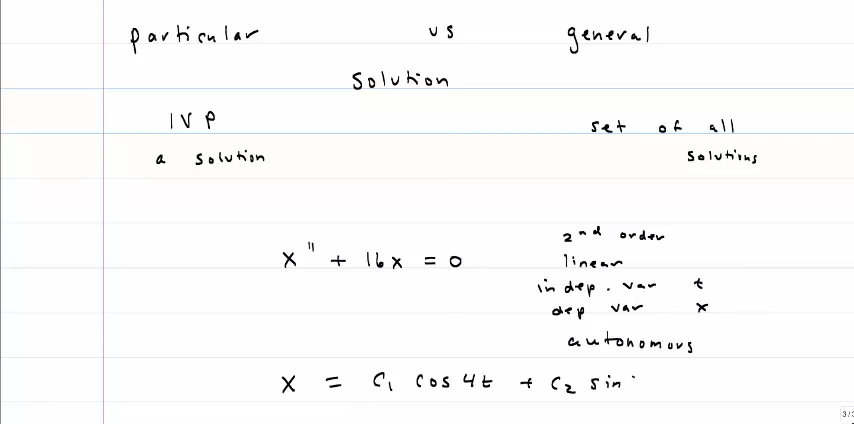 particular vs general
solution
IVP
set of all
a solution
solutions
2nd order
x'' + 16x = 0
linear
indep. var t
dep var x
autonomous
x = c₁ cos 4t + c₂ sin